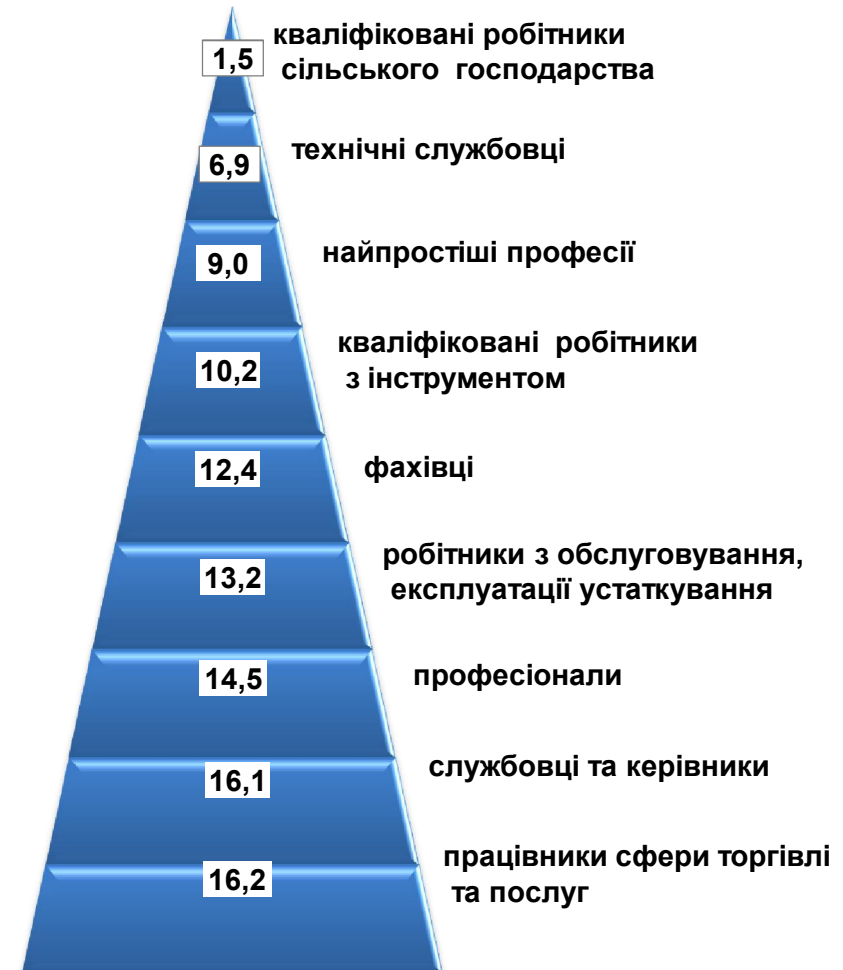 кваліфіковані робітники
1,5
сільського господарства
технічні службовці
6,9
найпростіші професії
9,0
кваліфіковані робітники
10,2
з інструментом
12,4
фахівці
робітники з обслуговування,
13,2
експлуатації устаткування
14,5
професіонали
16,1
службовці та керівники
працівники сфери торгівлі
16,2
та послуг